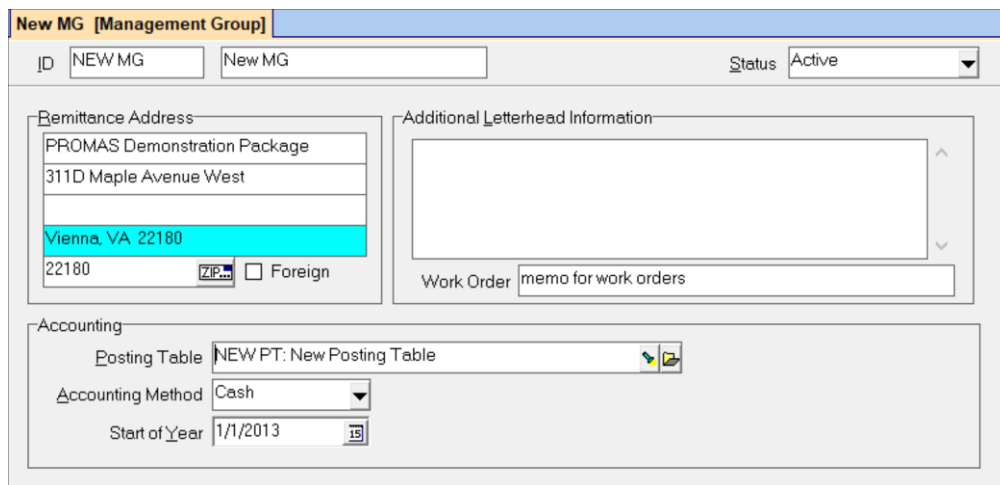 New MG [Management Group]
ID NEW MG New MG Status Active
Remittance Address
PROMAS Demonstration Package
311D Maple Avenue West
Vienna, VA 22180
22180 ZIP... Foreign
Additional Letterhead Information
Work Order memo for work orders
Accounting
Posting Table NEW PT: New Posting Table
Accounting Method Cash
Start of Year 1/1/2013 15